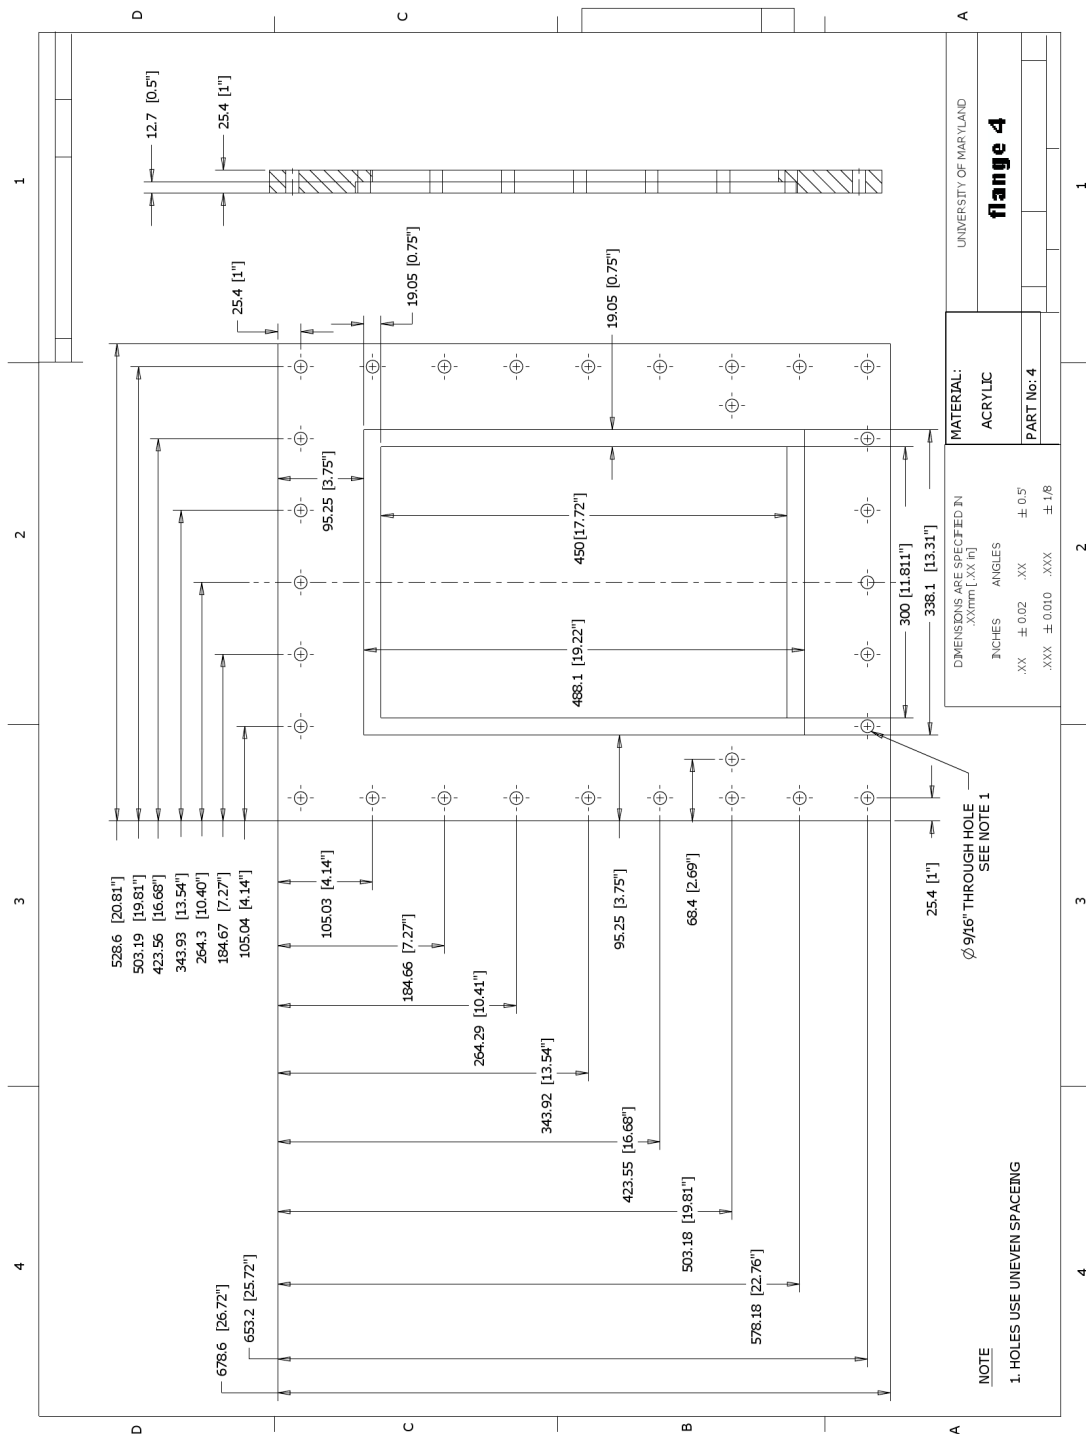 D
C
A
1
12.7 [0.5"]
25.4 [1"]
25.4 [1"]
19.05 [0.75"]
19.05 [0.75"]
95.25 [3.75"]
450[17.72"]
488.1 [19.22"]
300 [11.811"]
338.1 [13.31"]
2
3
4
528.6 [20.81"]
503.19 [19.81"]
423.56 [16.68"]
343.93 [13.54"]
264.3 [10.40"]
184.67 [7.27"]
105.04 [4.14"]
105.03 [4.14"]
184.66 [7.27"]
264.29 [10.41"]
343.92 [13.54"]
423.55 [16.68"]
503.18 [19.81"]
578.18 [22.76"]
653.2 [25.72"]
678.6 [26.72"]
95.25 [3.75"]
68.4 [2.69"]
25.4 [1"]
Ø 9/16" THROUGH HOLE
SEE NOTE 1
NOTE
1. HOLES USE UNEVEN SPACEING
DIMENSIONS ARE SPECIFIED IN
.XXmm [.XX in]
INCHES ANGLES
.XX ± 0.02 .XX ± 0.5°
.XXX ± 0.010 .XXX ± 1/8
MATERIAL:
ACRYLIC
PART No: 4
UNIVERSITY OF MARYLAND
flange 4
1
2
3
4
D
C
B
A